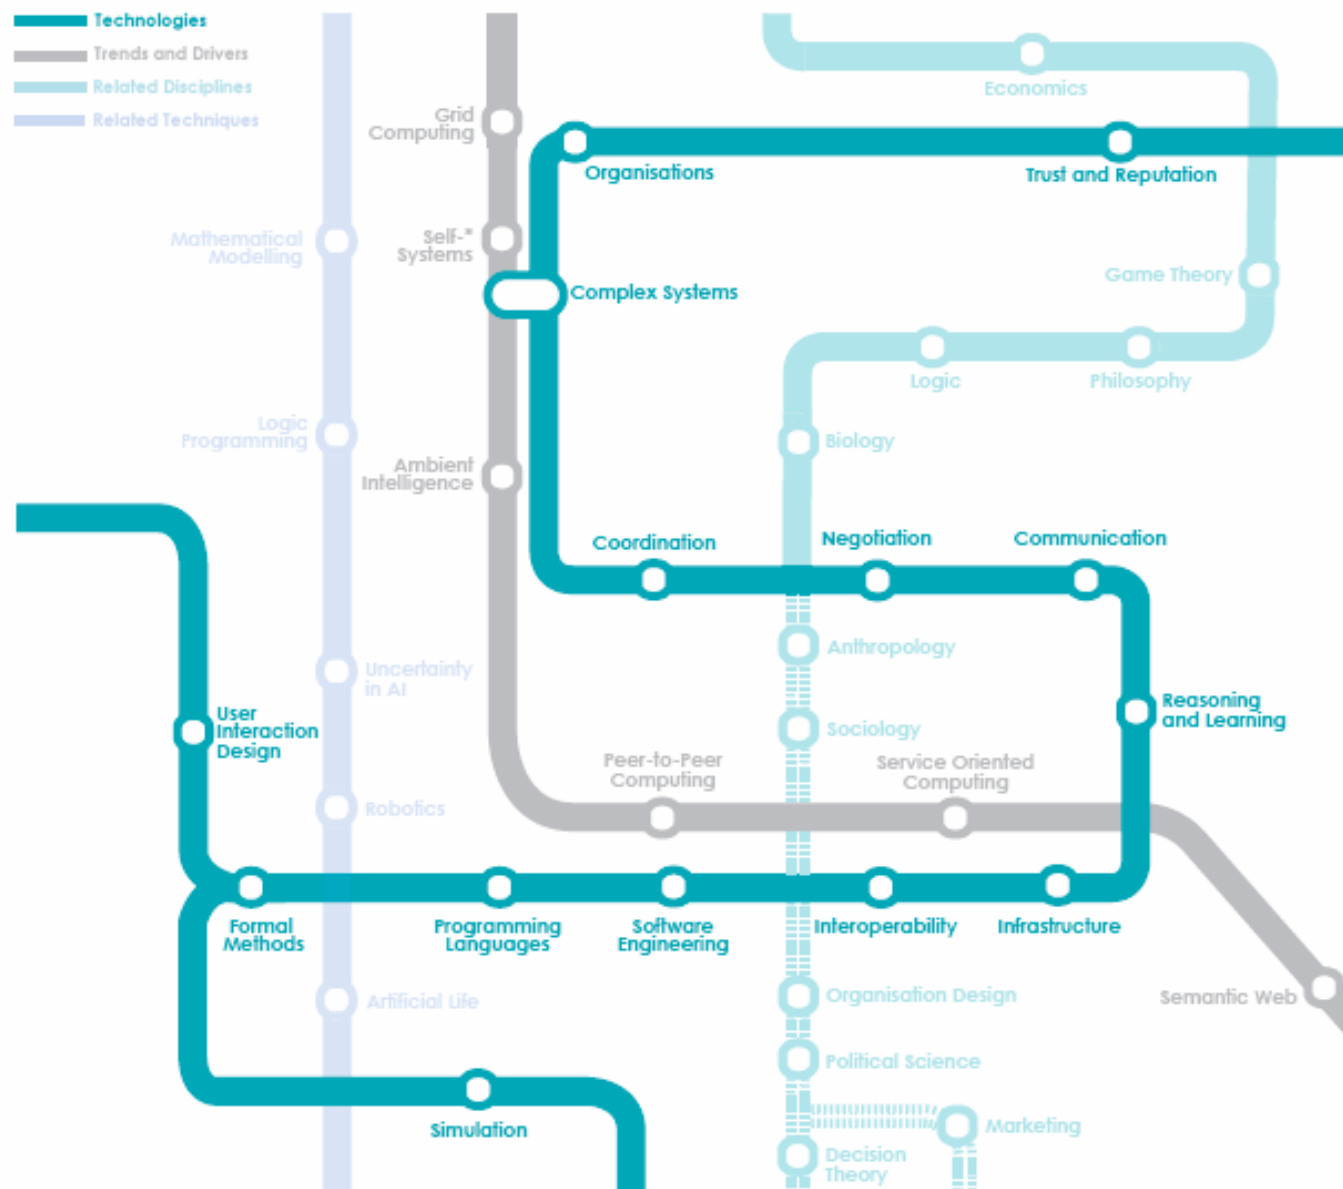 Technologies
Trends and Drivers
Related Disciplines
Related Techniques
Economics
Grid
Computing
Organisations
Trust and Reputation
Mathematical
Modelling
Self-*
Systems
Complex Systems
Game Theory
Logic
Philosophy
Logic
Programming
Biology
Ambient
Intelligence
Coordination
Negotiation
Communication
Anthropology
Uncertainty
in AI
User
Interaction
Design
Sociology
Reasoning
and Learning
Peer-to-Peer
Computing
Service Oriented
Computing
Robotics
Formal
Methods
Programming
Languages
Software
Engineering
Interoperability
Infrastructure
Artificial Life
Organisation Design
Semantic Web
Political Science
Simulation
Marketing
Decision
Theory